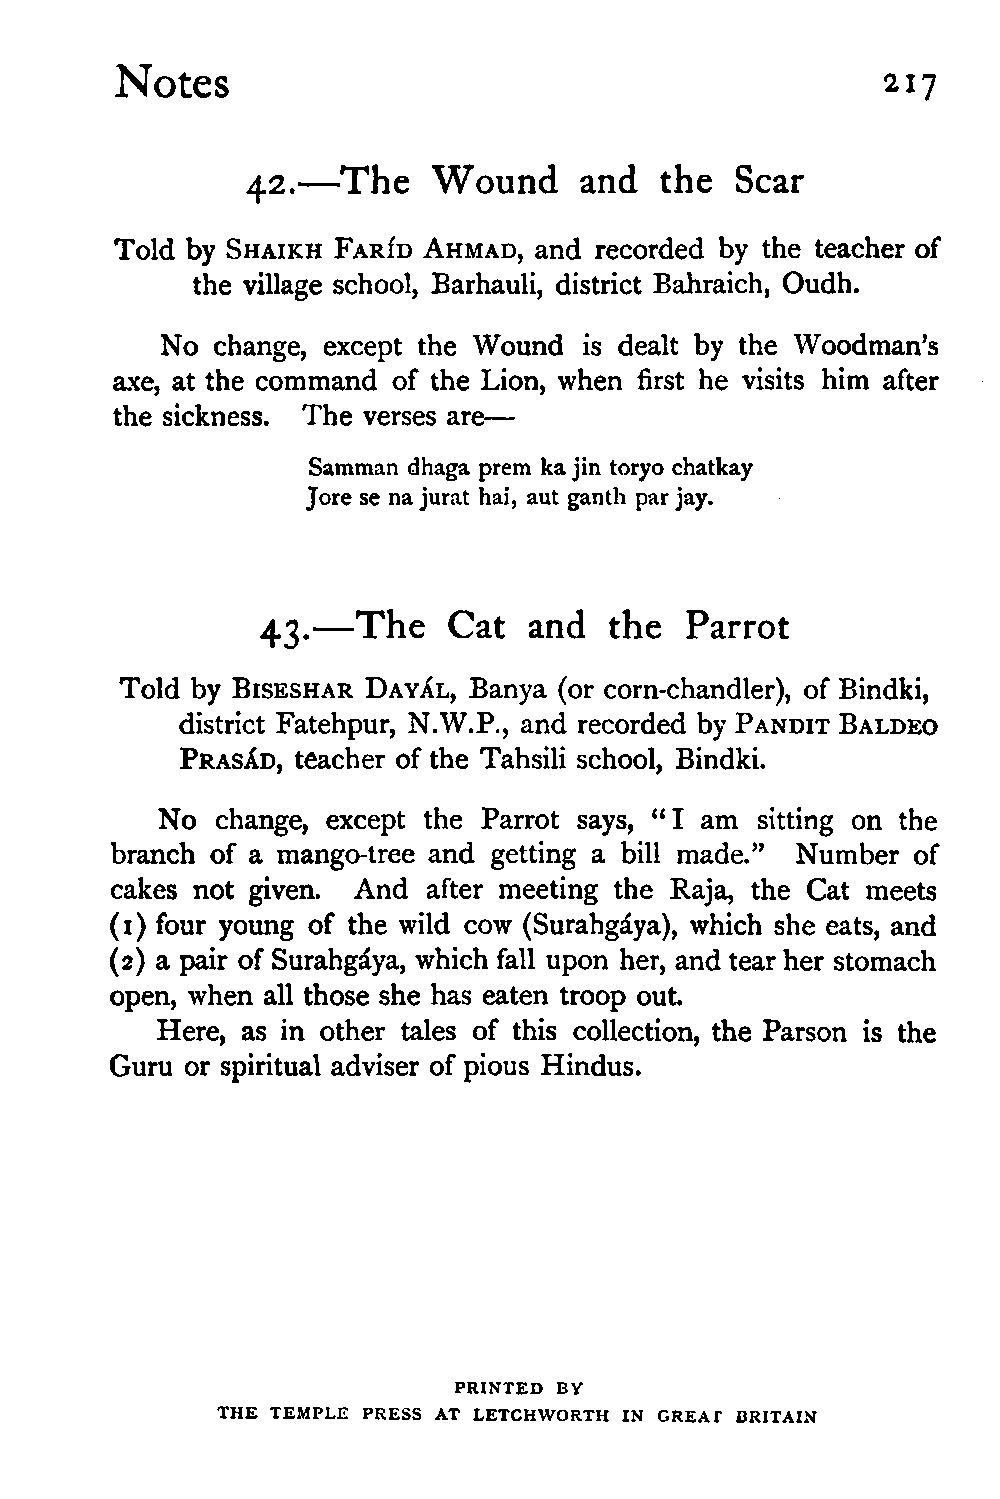 Notes 217
42.—The Wound and the Scar
Told by Shaikh Faríd Ahmad, and recorded by the teacher of
the village school, Barhauli, district Bahraich, Oudh.
No change, except the Wound is dealt by the Woodman's
axe, at the command of the Lion, when first he visits him after
the sickness. The verses are—
Samman dhaga prem ka jin toryo chatkay
Jore se na jurat hai, aut ganth par jay.
43.—The Cat and the Parrot
Told by Biseshar Dayál, Banya (or corn-chandler), of Bindki,
district Fatehpur, N.W.P., and recorded by Pandit Baldeo
Prasád, teacher of the Tahsili school, Bindki.
No change, except the Parrot says, "I am sitting on the
branch of a mango-tree and getting a bill made." Number of
cakes not given. And after meeting the Raja, the Cat meets
(1) four young of the wild cow (Surahgáya), which she eats, and
(2) a pair of Surahgáya, which fall upon her, and tear her stomach
open, when all those she has eaten troop out.
Here, as in other tales of this collection, the Parson is the
Guru or spiritual adviser of pious Hindus.
PRINTED BY
THE TEMPLE PRESS AT LETCHWORTH IN GREAT BRITAIN